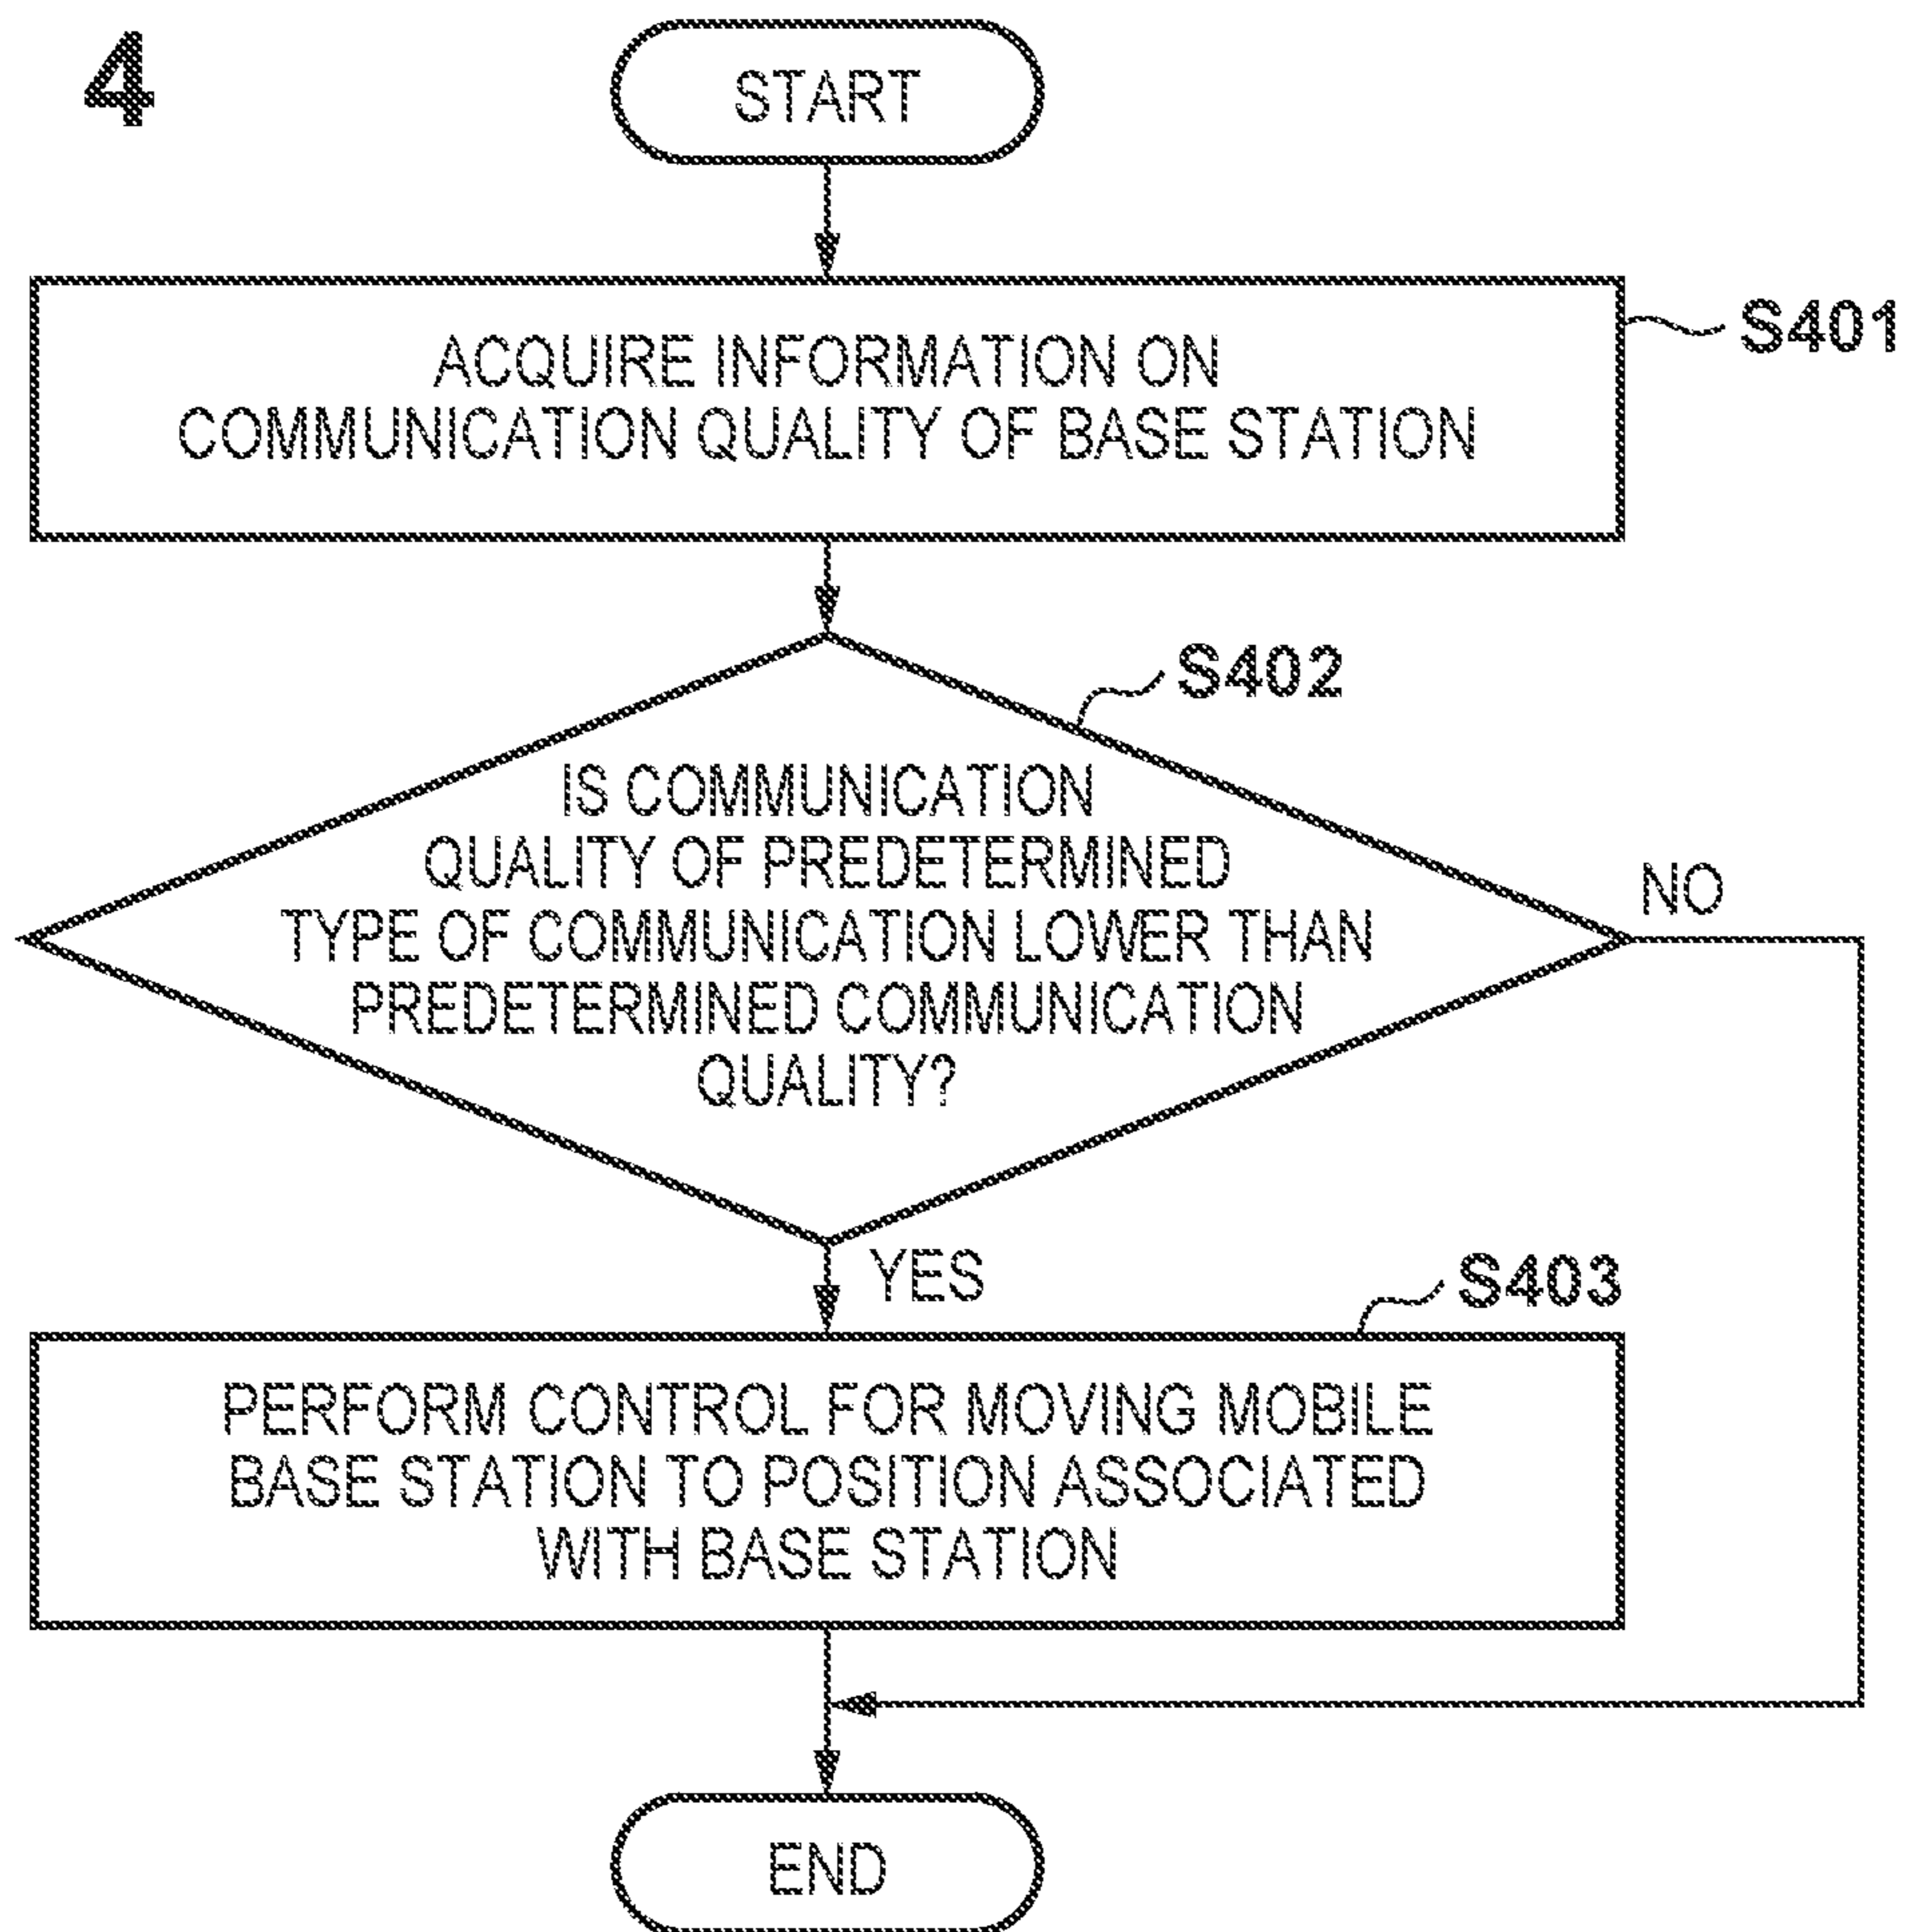 4
START
ACQUIRE INFORMATION ON
COMMUNICATION QUALITY OF BASE STATION
S401
S402
IS COMMUNICATION
QUALITY OF PREDETERMINED
TYPE OF COMMUNICATION LOWER THAN
PREDETERMINED COMMUNICATION
QUALITY?
NO
YES
S403
PERFORM CONTROL FOR MOVING MOBILE
BASE STATION TO POSITION ASSOCIATED
WITH BASE STATION
END